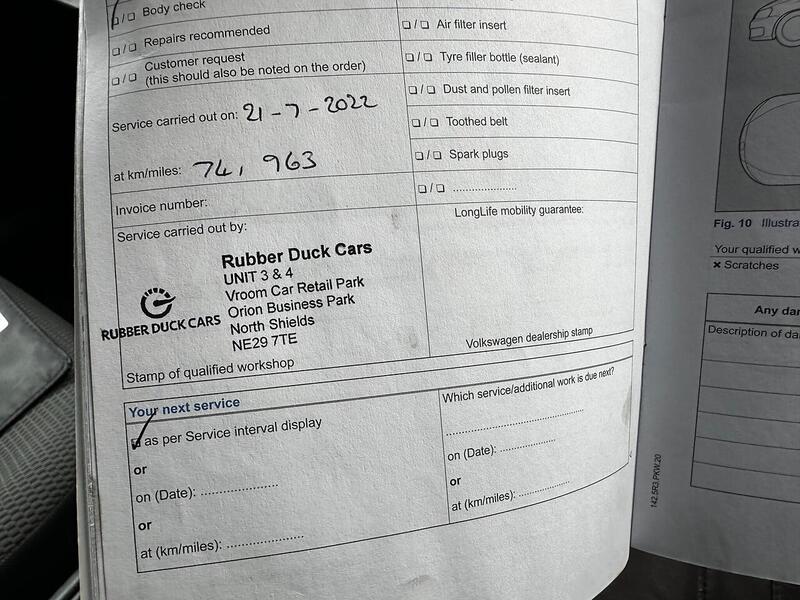 Body check
Repairs recommended
Customer request
(this should also be noted on the order)
Service carried out on: 21-7-2022
at km/miles: 74,963
Invoice number:
Service carried out by:
RUBBER DUCK CARS
Rubber Duck Cars
UNIT 3 & 4
Vroom Car Retail Park
Orion Business Park
North Shields
NE29 7TE
Stamp of qualified workshop
Air filter insert
Tyre filler bottle (sealant)
Dust and pollen filter insert
Toothed belt
Spark plugs
LongLife mobility guarantee:
Volkswagen dealership stamp
Your next service
as per Service interval display
or
on (Date):
or
at (km/miles):
Which service/additional work is due next?
on (Date):
or
at (km/miles):
142.5R3.PKW.20
Fig. 10
Your qualified
× Scratches
Any
Description of